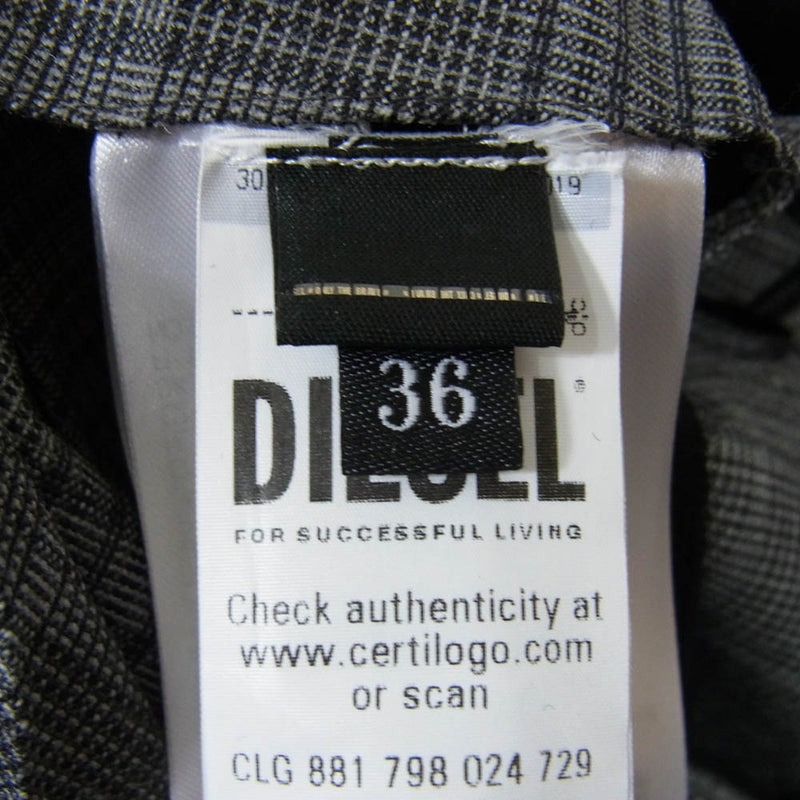 30
019
36
DIESEL
®
FOR SUCCESSFUL LIVING
Check authenticity at
www.certilogo.com
or scan
CLG 881 798 024 729